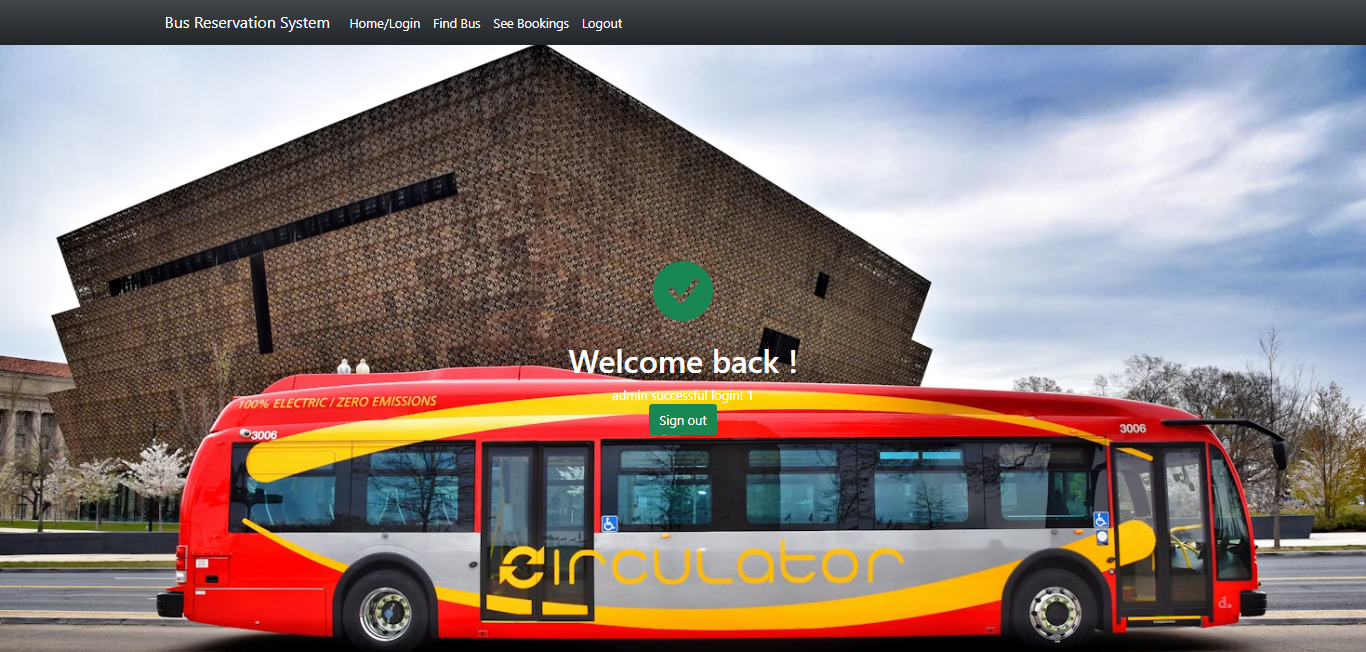 Bus Reservation System Home/Login Find Bus See Bookings Logout
Welcome back !
admin successful login! 1
Sign out
100% ELECTRIC / ZERO EMISSIONS
3006
3006
circulator
d.